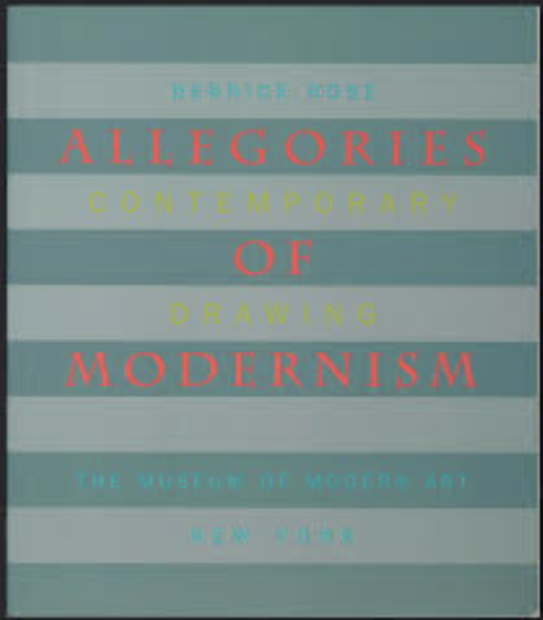 BERNICE ROSE
ALLEGORIES
CONTEMPORARY
OF
DRAWING
MODERNISM
THE MUSEUM OF MODERN ART
NEW YORK